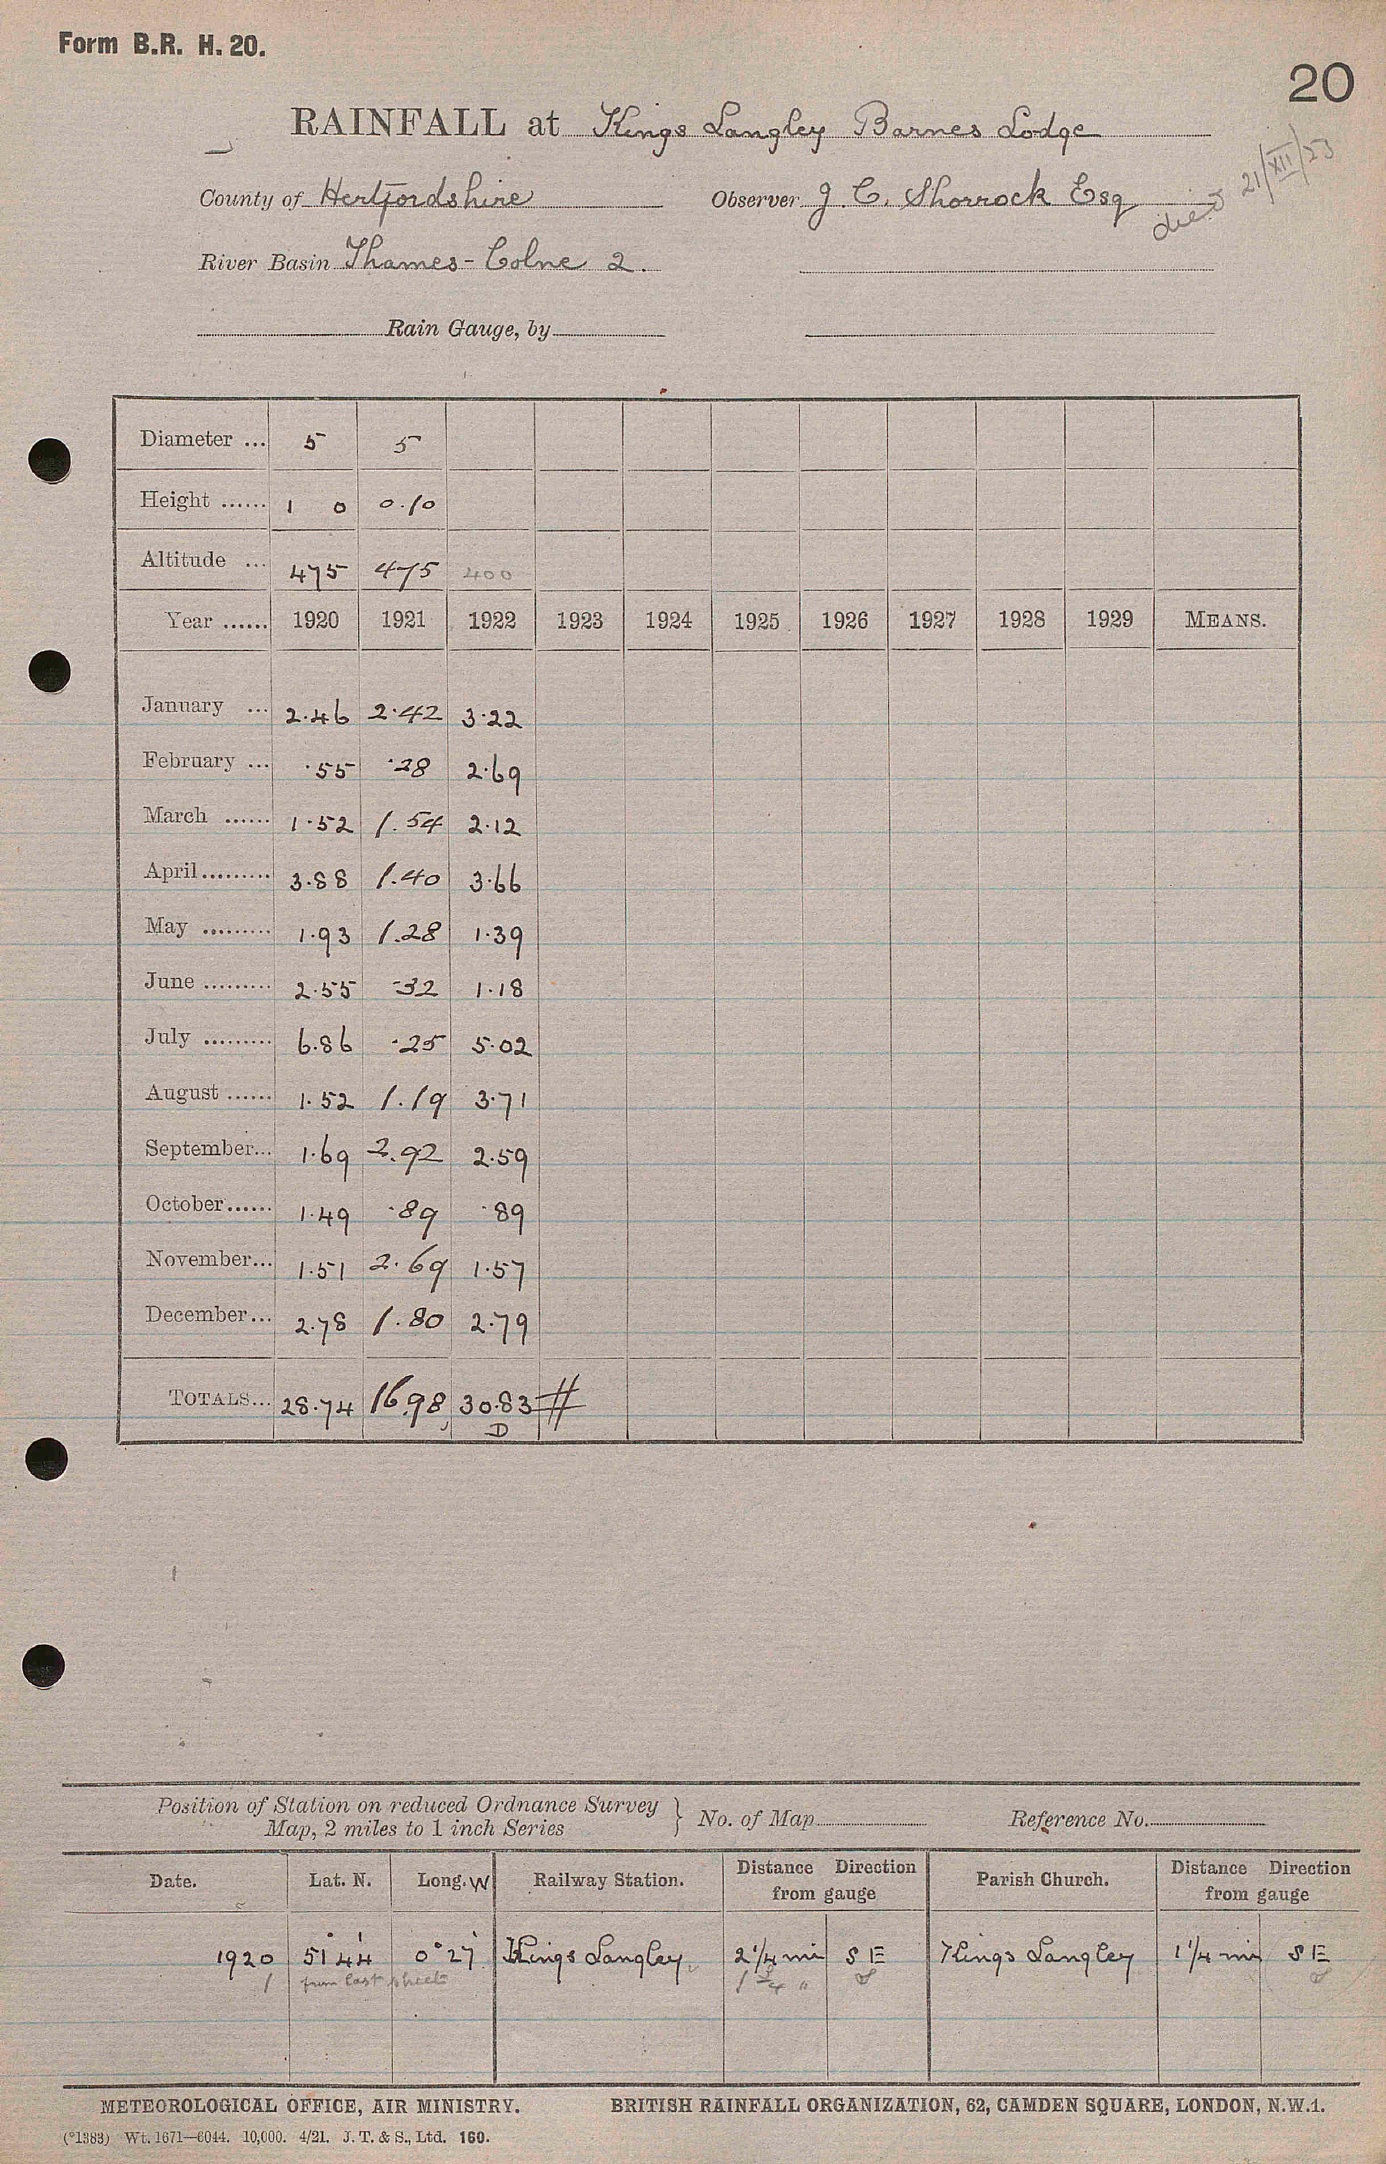 Form B.R. H. 20.
20
RAINFALL at Kings Langley Barnes Lodge
County of Hertfordshire Observer J. C. Shorrock Esq died 21/XII/23
River Basin Thames - Colne 2.
Rain Gauge, by
Diameter ... 5 5
Height ...... 1 0 0.10
Altitude ... 475 475 400
Year ...... 1920 1921 1922 1923 1924 1925 1926 1927 1928 1929 MEANS.
January ... 2.46 2.42 3.22
February ... .55 .28 2.69
March ...... 1.52 1.54 2.12
April ......... 3.88 1.40 3.66
May ......... 1.93 1.28 1.39
June ......... 2.55 .32 1.18
July ......... 6.86 .25 5.02
August ...... 1.52 1.19 3.71
September... 1.69 2.92 2.59
October...... 1.49 .89 .89
November... 1.51 2.69 1.57
December... 2.78 1.80 2.79
TOTALS... 28.74 16.98 30.83 #
D
Position of Station on reduced Ordnance Survey
Map, 2 miles to 1 inch Series } No. of Map Reference No.
Date. Lat. N. Long. W Railway Station. Distance Direction from gauge Parish Church. Distance Direction from gauge
1920 51° 44' 0° 27' Kings Langley 2 1/4 mi S E Kings Langley 1 1/4 mi S E
from last sheet 1 3/4 "
METEOROLOGICAL OFFICE, AIR MINISTRY. BRITISH RAINFALL ORGANIZATION, 62, CAMDEN SQUARE, LONDON, N.W.1.
(*1383) Wt. 1671—6044. 10,000. 4/21. J. T. & S., Ltd. 160.